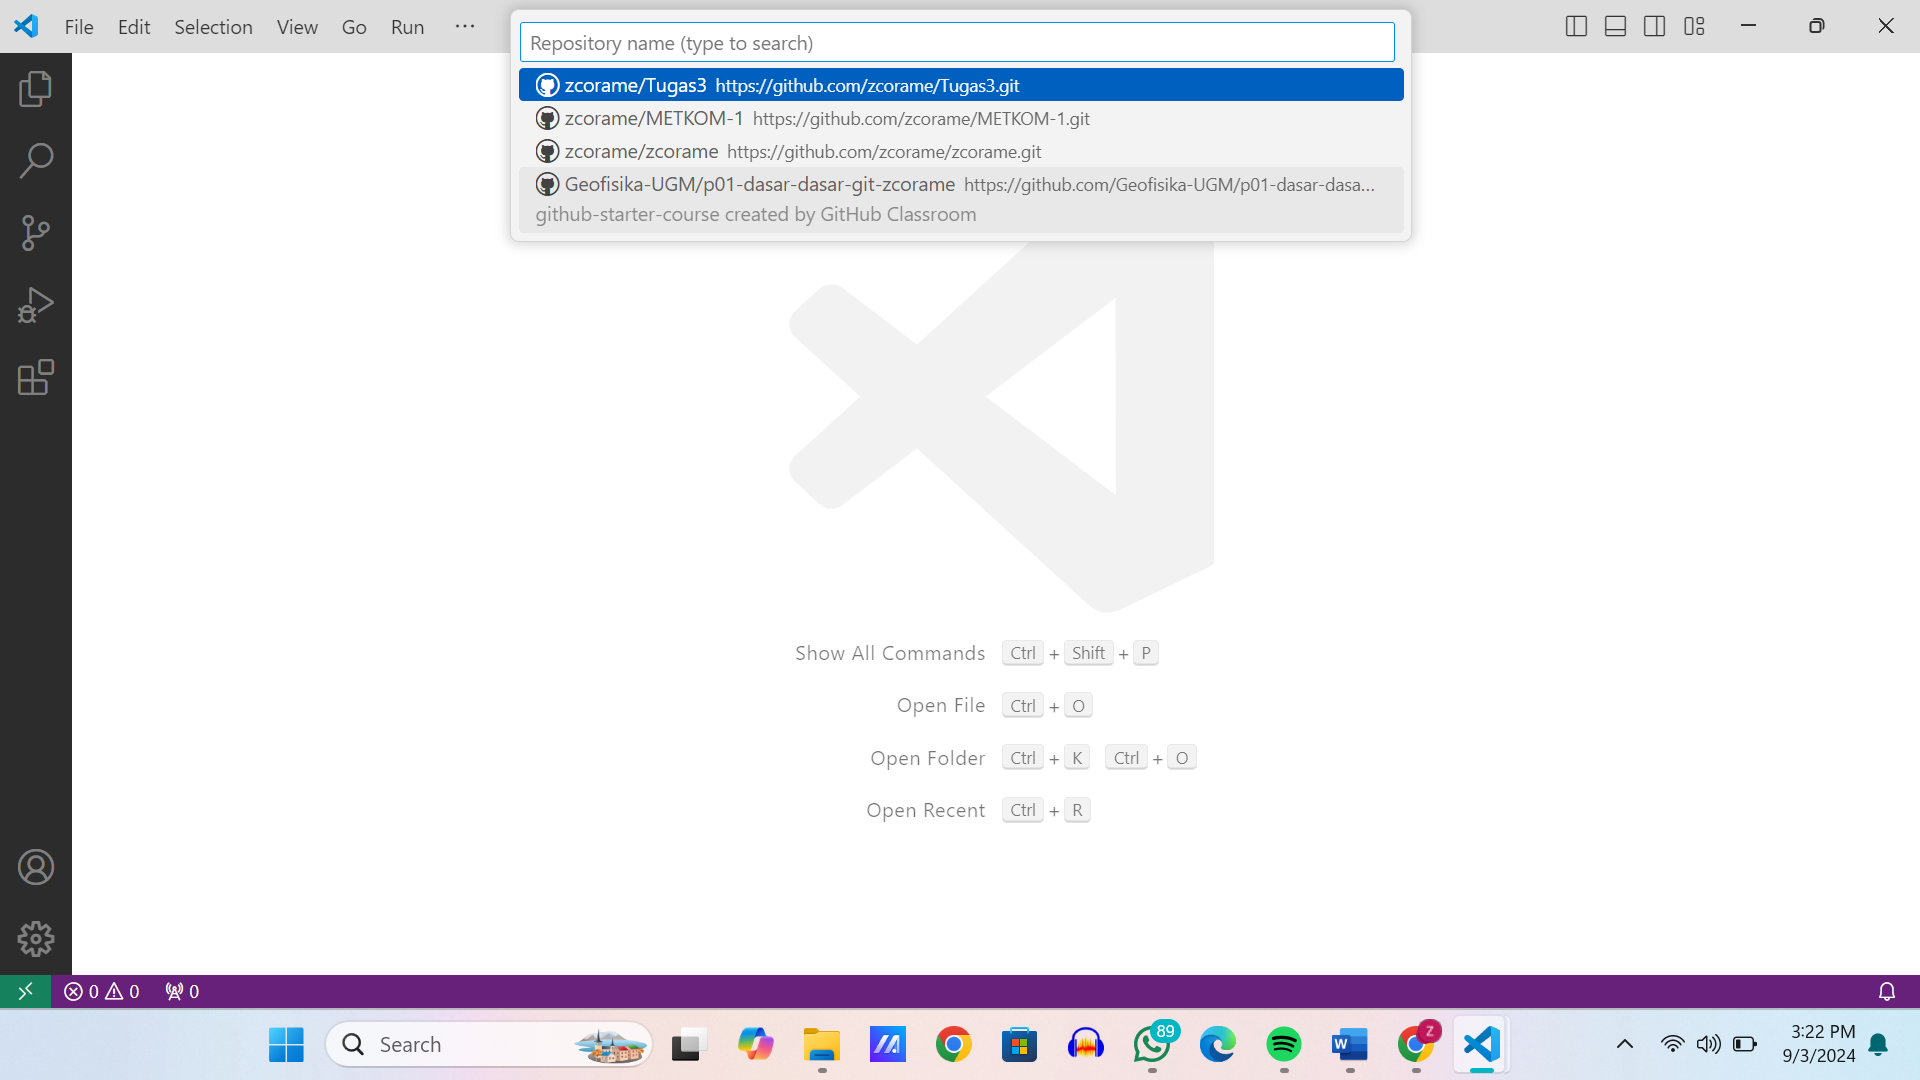 File Edit Selection View Go Run ···
Repository name (type to search)
zcorame/Tugas3 https://github.com/zcorame/Tugas3.git
zcorame/METKOM-1 https://github.com/zcorame/METKOM-1.git
zcorame/zcorame https://github.com/zcorame/zcorame.git
Geofisika-UGM/p01-dasar-dasar-git-zcorame https://github.com/Geofisika-UGM/p01-dasar-dasa...
github-starter-course created by GitHub Classroom
Show All Commands Ctrl + Shift + P
Open File Ctrl + O
Open Folder Ctrl + K Ctrl + O
Open Recent Ctrl + R
0 0 0
Search
89
W
Z
3:22 PM
9/3/2024